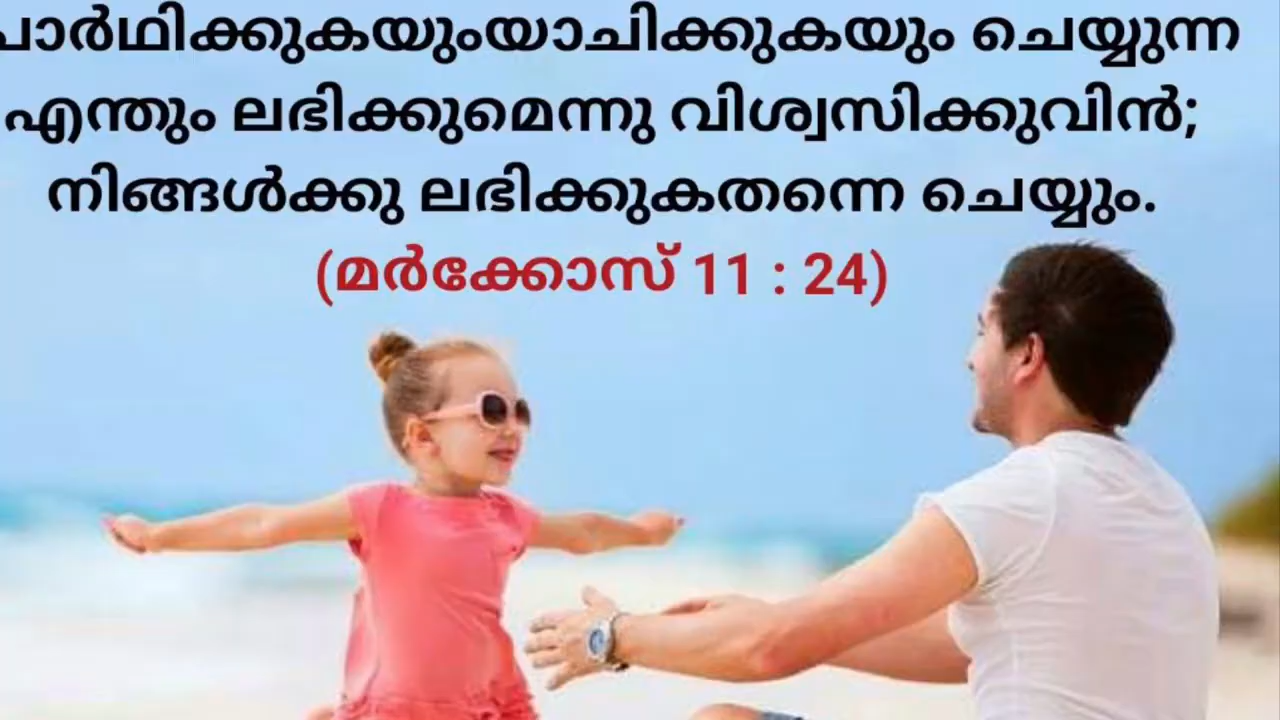 പാർഥിക്കുകയുംയാചിക്കുകയും ചെയ്യുന്ന
എന്തും ലഭിക്കുമെന്നു വിശ്വസിക്കുവിൻ;
നിങ്ങൾക്കു ലഭിക്കുകതന്നെ ചെയ്യും.
(മർക്കോസ് 11 : 24)